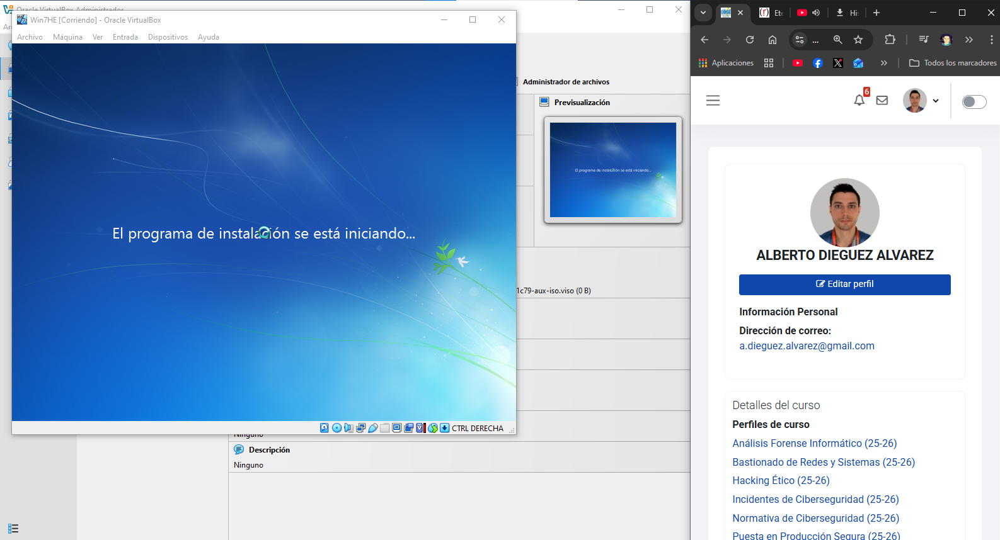 Oracle VirtualBox Administrador
Win7HE [Corriendo] - Oracle VirtualBox
Archivo Máquina Ver Entrada Dispositivos Ayuda
El programa de instalación se está iniciando...
CTRL DERECHA
Administrador de archivos
Previsualización
El programa de instalación se está iniciando...
1c79-aux-iso.viso (0 B)
Ninguno
Descripción
Ninguno
Ete
His
...
Aplicaciones
Todos los marcadores
6
ALBERTO DIEGUEZ ALVAREZ
Editar perfil
Información Personal
Dirección de correo:
a.dieguez.alvarez@gmail.com
Detalles del curso
Perfiles de curso
Análisis Forense Informático (25-26)
Bastionado de Redes y Sistemas (25-26)
Hacking Ético (25-26)
Incidentes de Ciberseguridad (25-26)
Normativa de Ciberseguridad (25-26)
Puesta en Producción Segura (25-26)